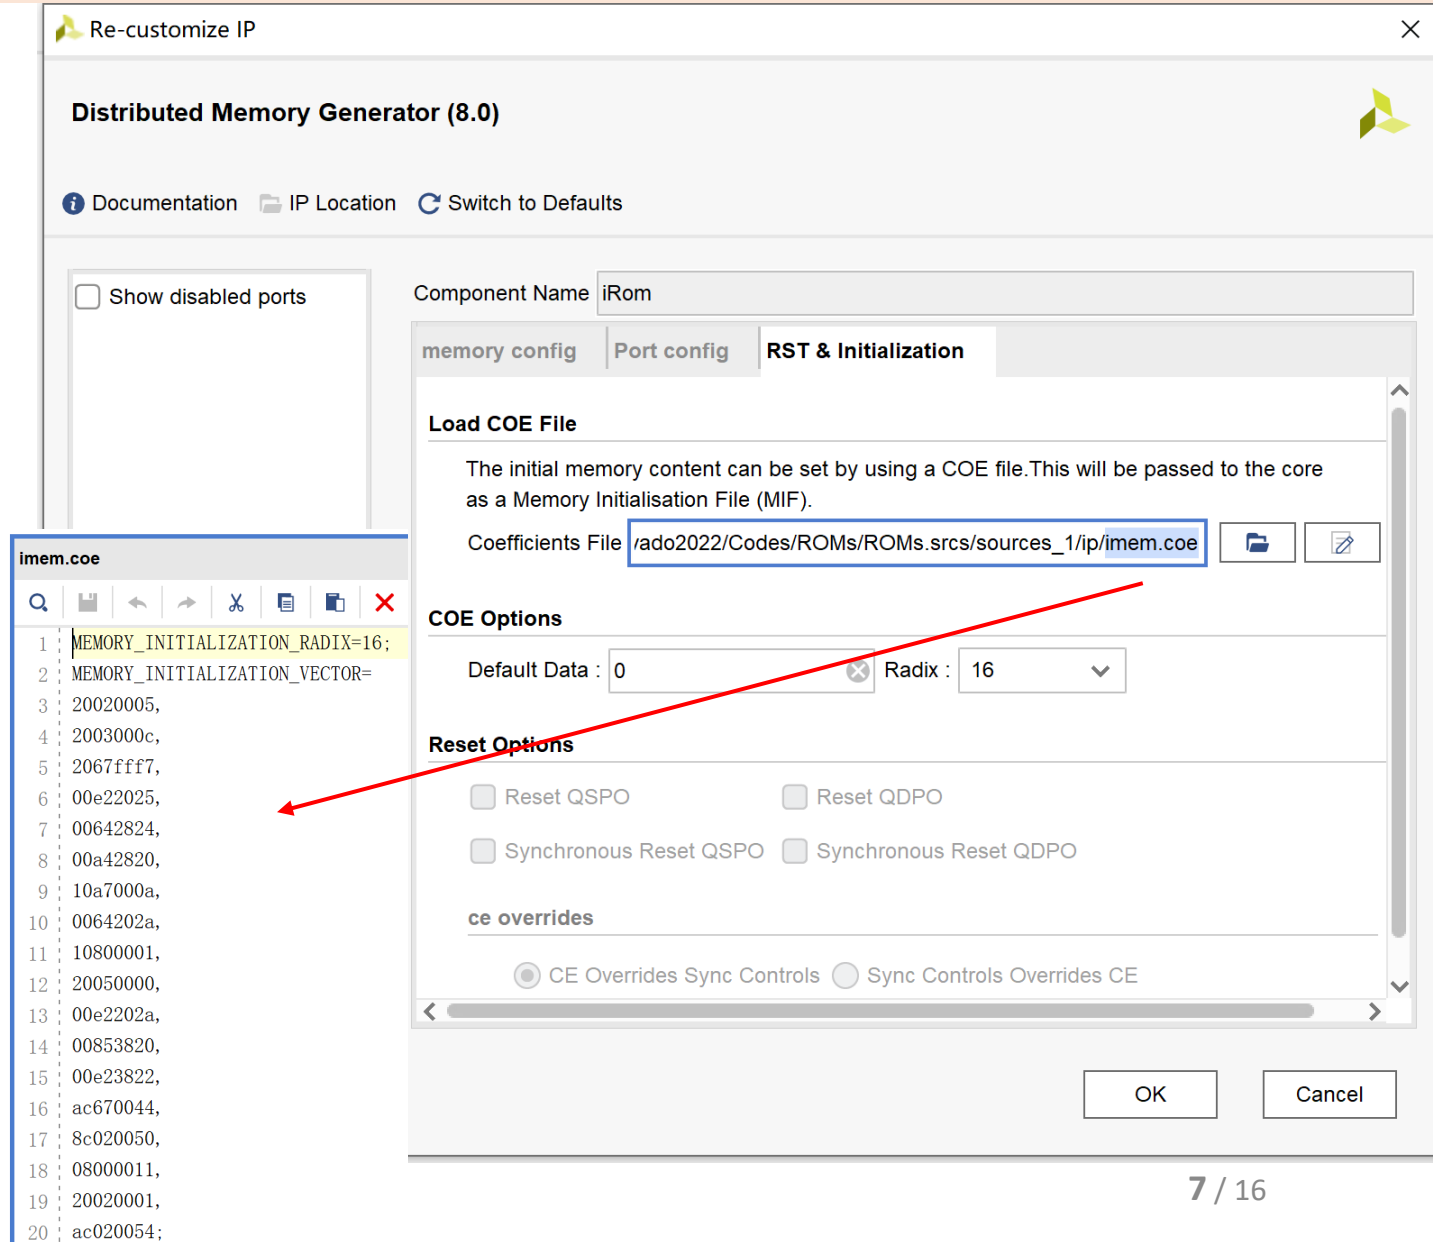 Re-customize IP
Distributed Memory Generator (8.0)
Documentation IP Location Switch to Defaults
Show disabled ports
Component Name iRom
memory config Port config RST & Initialization
Load COE File
The initial memory content can be set by using a COE file.This will be passed to the core
as a Memory Initialisation File (MIF).
Coefficients File /ado2022/Codes/ROMs/ROMs.srcs/sources_1/ip/imem.coe
COE Options
Default Data : 0 Radix : 16
Reset Options
Reset QSPO Reset QDPO
Synchronous Reset QSPO Synchronous Reset QDPO
ce overrides
CE Overrides Sync Controls Sync Controls Overrides CE
OK Cancel
imem.coe
1 MEMORY_INITIALIZATION_RADIX=16;
2 MEMORY_INITIALIZATION_VECTOR=
3 20020005,
4 2003000c,
5 2067fff7,
6 00e22025,
7 00642824,
8 00a42820,
9 10a7000a,
10 0064202a,
11 10800001,
12 20050000,
13 00e2202a,
14 00853820,
15 00e23822,
16 ac670044,
17 8c020050,
18 08000011,
19 20020001,
20 ac020054;
7 / 16